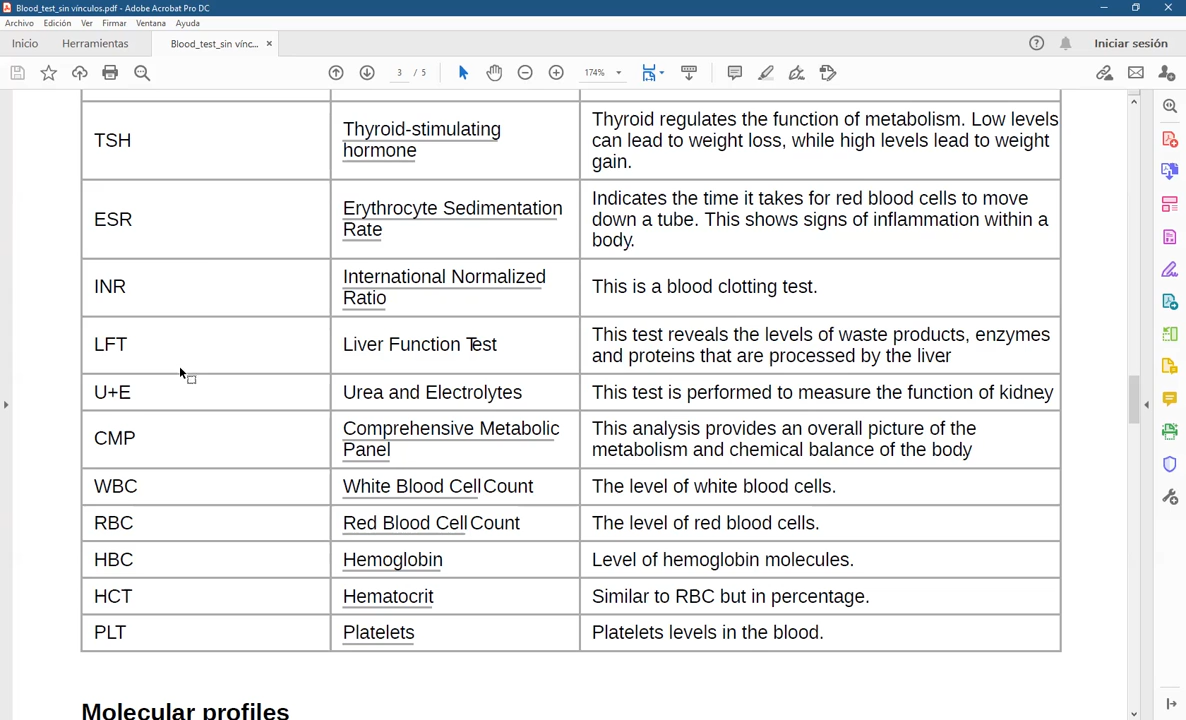 Blood_test_sin vínculos.pdf - Adobe Acrobat Pro DC
Archivo Edición Ver Firmar Ventana Ayuda
Inicio Herramientas Blood_test_sin vínc... × Iniciar sesión
3 / 5 174%
TSH
Thyroid-stimulating
hormone
Thyroid regulates the function of metabolism. Low levels
can lead to weight loss, while high levels lead to weight
gain.
ESR
Erythrocyte Sedimentation
Rate
Indicates the time it takes for red blood cells to move
down a tube. This shows signs of inflammation within a
body.
INR
International Normalized
Ratio
This is a blood clotting test.
LFT
Liver Function Test
This test reveals the levels of waste products, enzymes
and proteins that are processed by the liver
U+E
Urea and Electrolytes
This test is performed to measure the function of kidney
CMP
Comprehensive Metabolic
Panel
This analysis provides an overall picture of the
metabolism and chemical balance of the body
WBC
White Blood Cell Count
The level of white blood cells.
RBC
Red Blood Cell Count
The level of red blood cells.
HBC
Hemoglobin
Level of hemoglobin molecules.
HCT
Hematocrit
Similar to RBC but in percentage.
PLT
Platelets
Platelets levels in the blood.
Molecular profiles